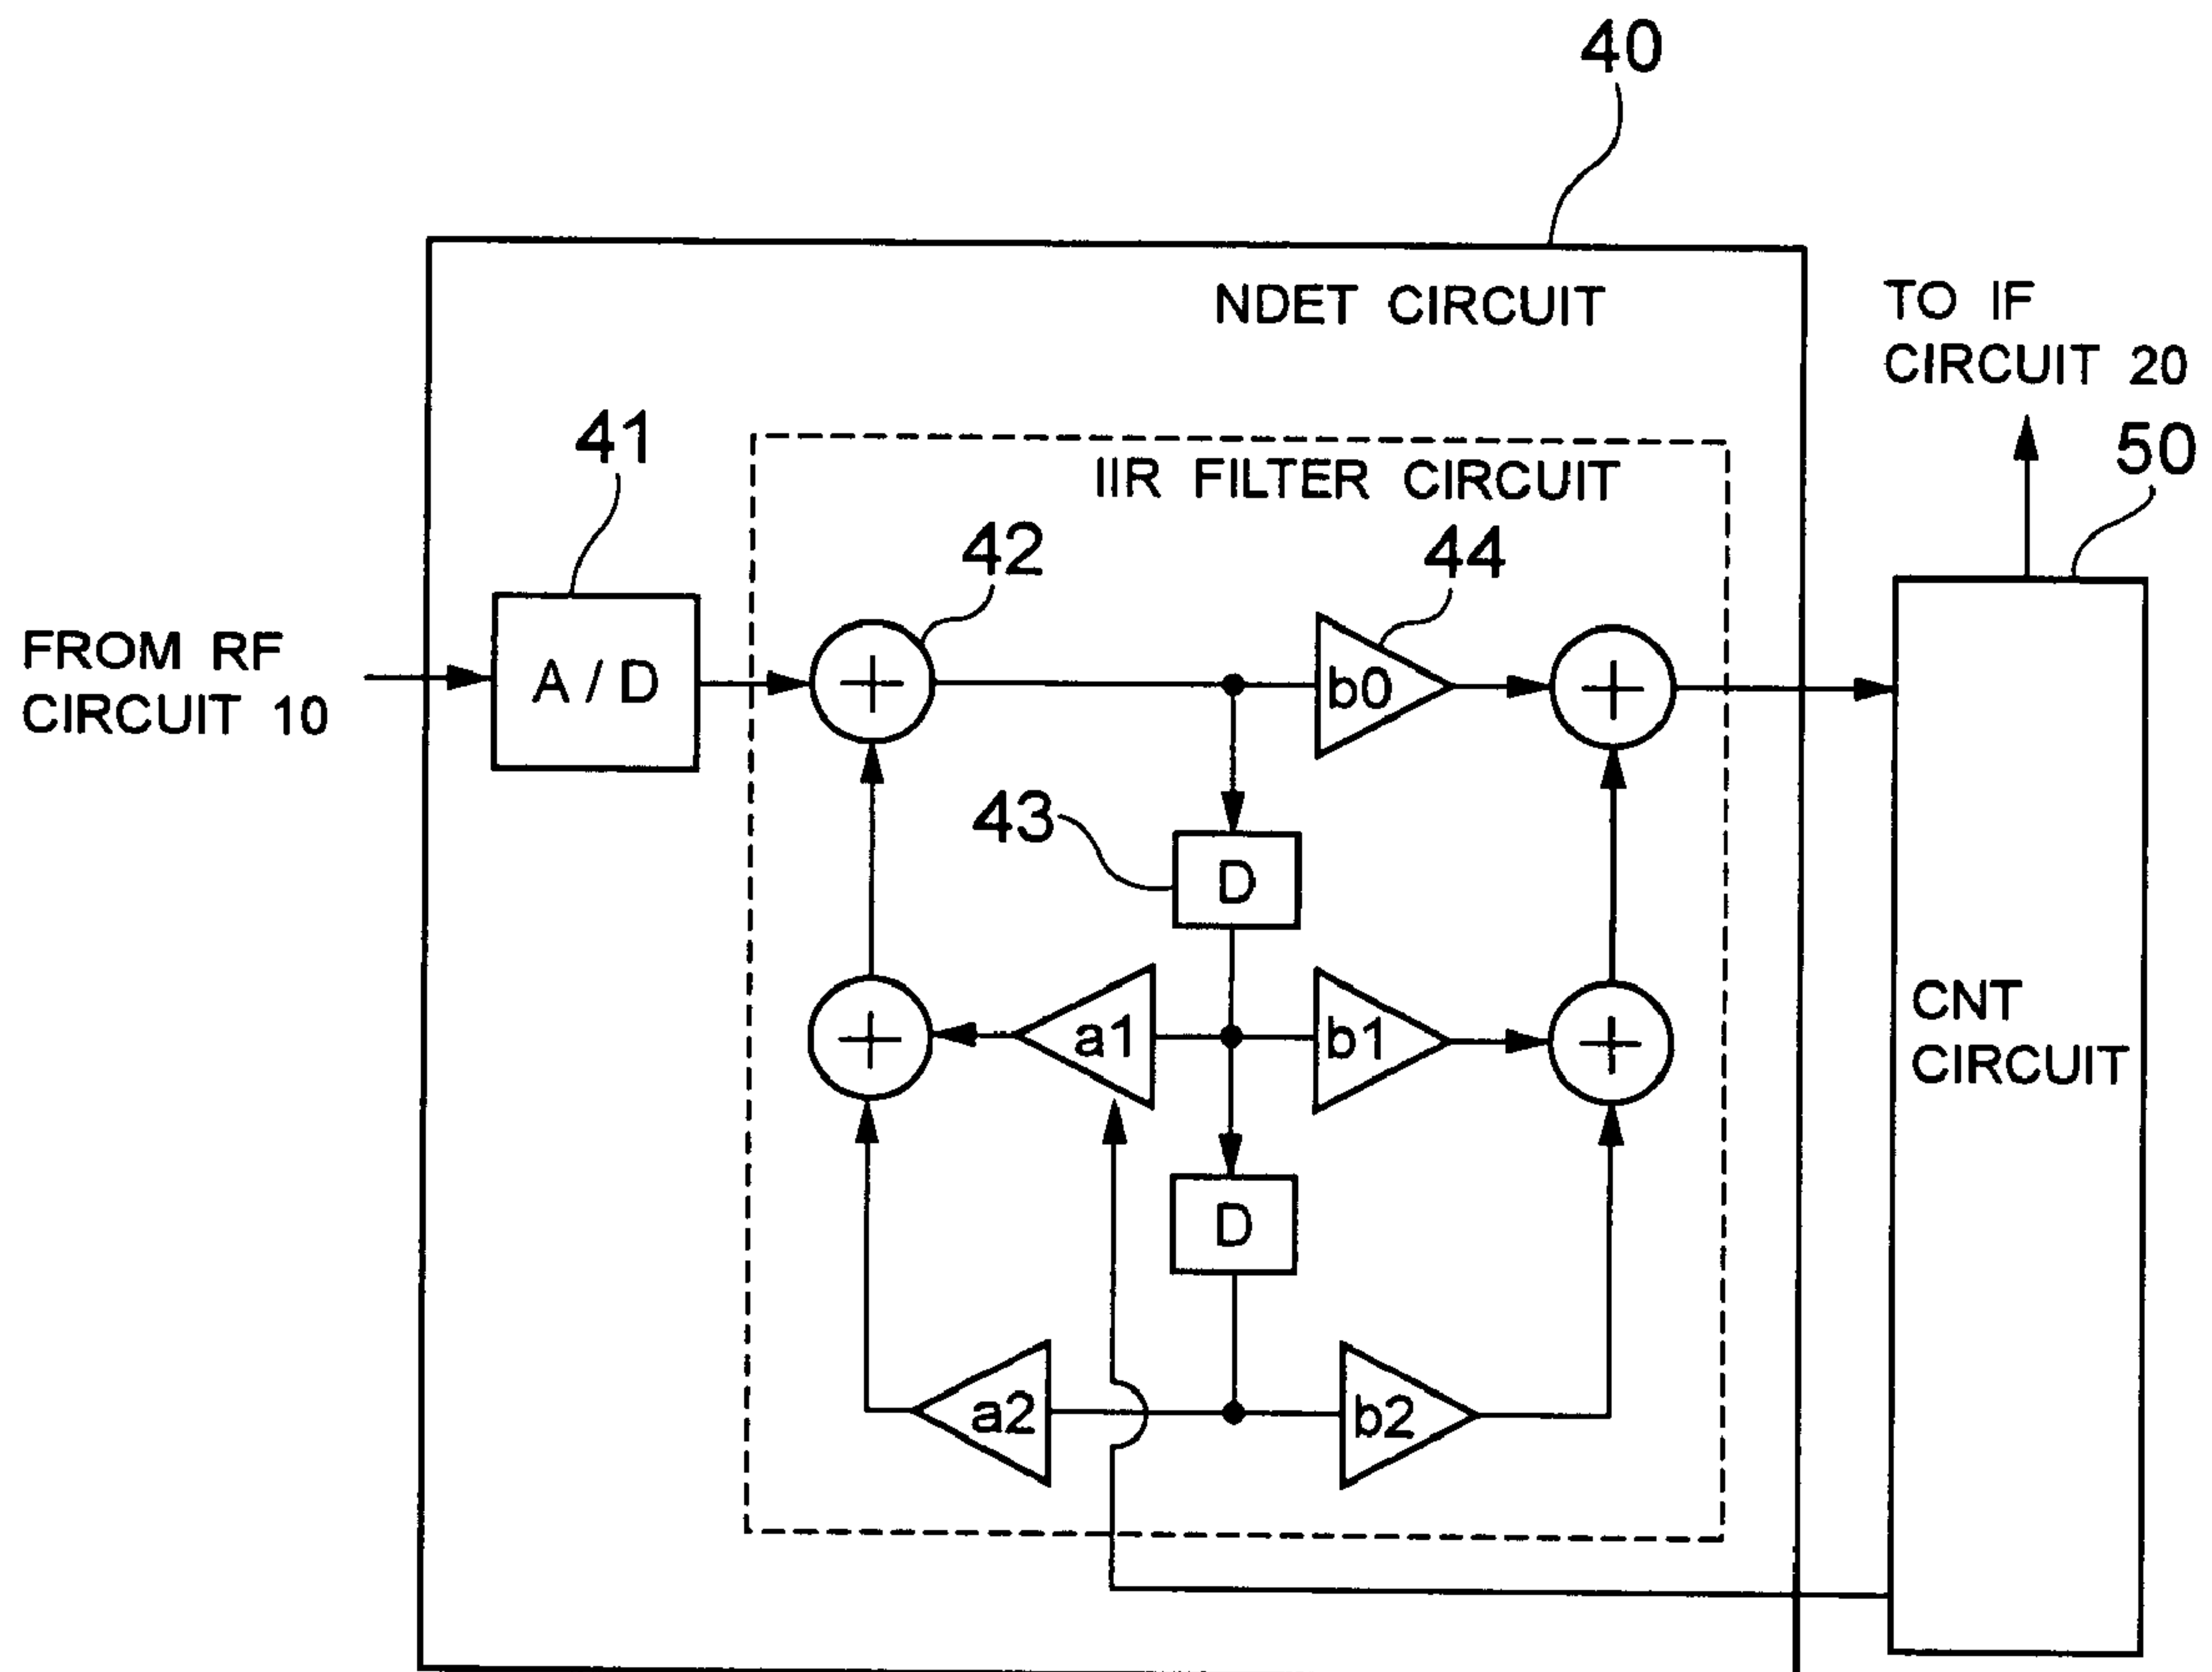 40
NDET CIRCUIT
TO IF
CIRCUIT 20
41
50
IIR FILTER CIRCUIT
42
44
FROM RF
CIRCUIT 10
A / D
+
b0
+
43
D
+
a1
b1
+
CNT
CIRCUIT
D
a2
b2